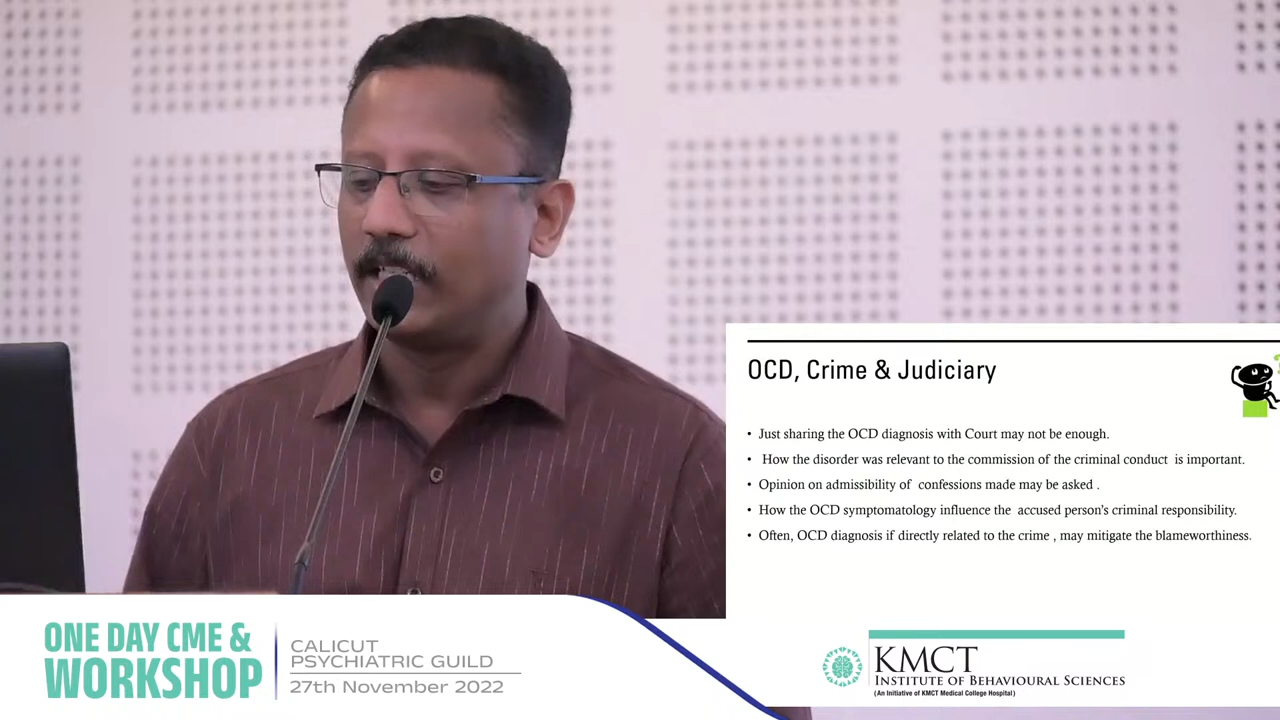 OCD, Crime & Judiciary
• Just sharing the OCD diagnosis with Court may not be enough.
• How the disorder was relevant to the commission of the criminal conduct is important.
• Opinion on admissibility of confessions made may be asked .
• How the OCD symptomatology influence the accused person's criminal responsibility.
• Often, OCD diagnosis if directly related to the crime , may mitigate the blameworthiness.
ONE DAY CME &
WORKSHOP
CALICUT
PSYCHIATRIC GUILD
27th November 2022
KMCT
INSTITUTE OF BEHAVIOURAL SCIENCES
(An Initiative of KMCT Medical College Hospital)